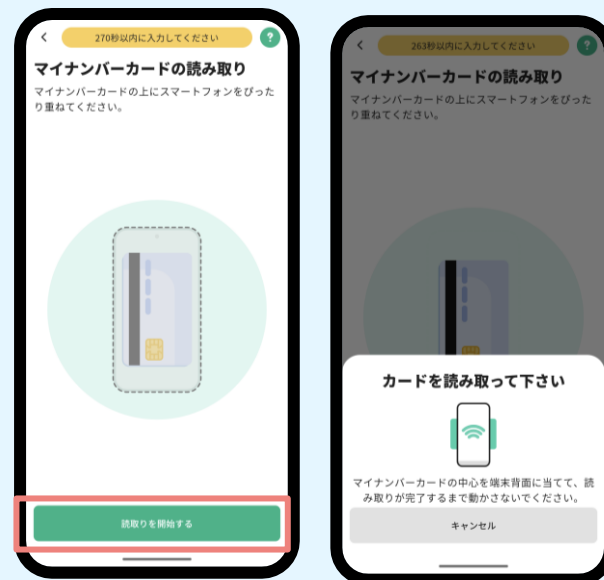 270秒以内に入力してください
?
マイナンバーカードの読み取り
マイナンバーカードの上にスマートフォンをぴった
り重ねてください。
読取りを開始する
263秒以内に入力してください
?
マイナンバーカードの読み取り
マイナンバーカードの上にスマートフォンをぴった
り重ねてください。
カードを読み取って下さい
マイナンバーカードの中心を端末背面に当てて、読
み取りが完了するまで動かさないでください。
キャンセル